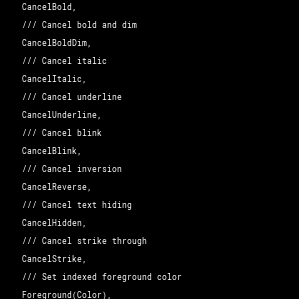 CancelBold,
/// Cancel bold and dim
CancelBoldDim,
/// Cancel italic
CancelItalic,
/// Cancel underline
CancelUnderline,
/// Cancel blink
CancelBlink,
/// Cancel inversion
CancelReverse,
/// Cancel text hiding
CancelHidden,
/// Cancel strike through
CancelStrike,
/// Set indexed foreground color
Foreground(Color),